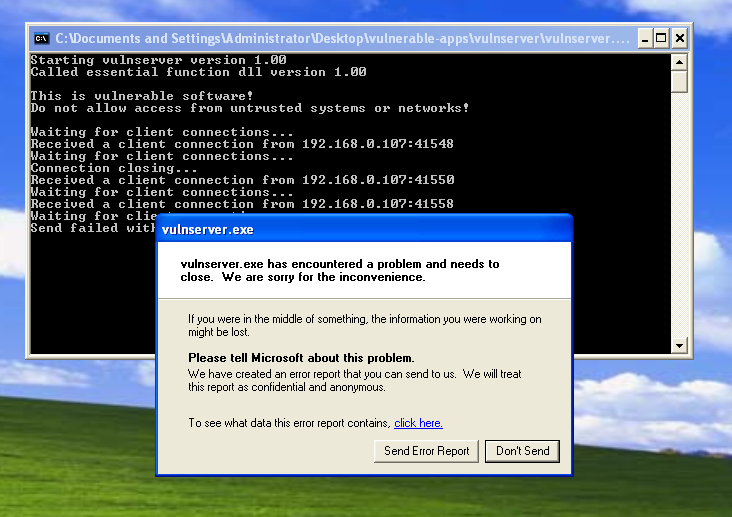 C:\Documents and Settings\Administrator\Desktop\vulnerable-apps\vulnserver\vulnserver....
Starting vulnserver version 1.00
Called essential function dll version 1.00
This is vulnerable software!
Do not allow access from untrusted systems or networks!
Waiting for client connections...
Received a client connection from 192.168.0.107:41548
Waiting for client connections...
Connection closing...
Received a client connection from 192.168.0.107:41550
Waiting for client connections...
Received a client connection from 192.168.0.107:41558
Waiting for
Send failed
vulnserver.exe
vulnserver.exe has encountered a problem and needs to
close. We are sorry for the inconvenience.
If you were in the middle of something, the information you were working on
might be lost.
Please tell Microsoft about this problem.
We have created an error report that you can send to us. We will treat
this report as confidential and anonymous.
To see what data this error report contains, click here.
Send Error Report
Don't Send